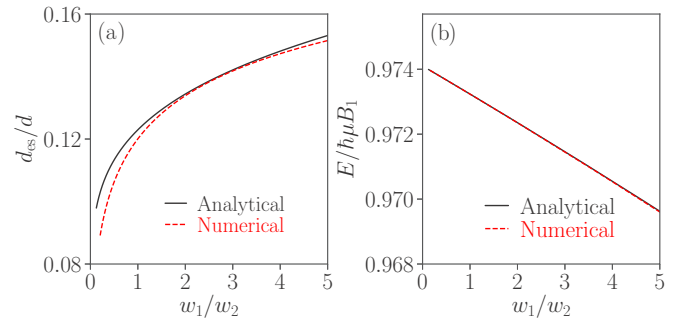 (a)
0.16
0.12
0.08
d_es/d
Analytical
Numerical
0 1 2 3 4 5
w_1/w_2
(b)
0.974
0.972
0.970
0.968
E/ħμB_1
Analytical
Numerical
0 1 2 3 4 5
w_1/w_2